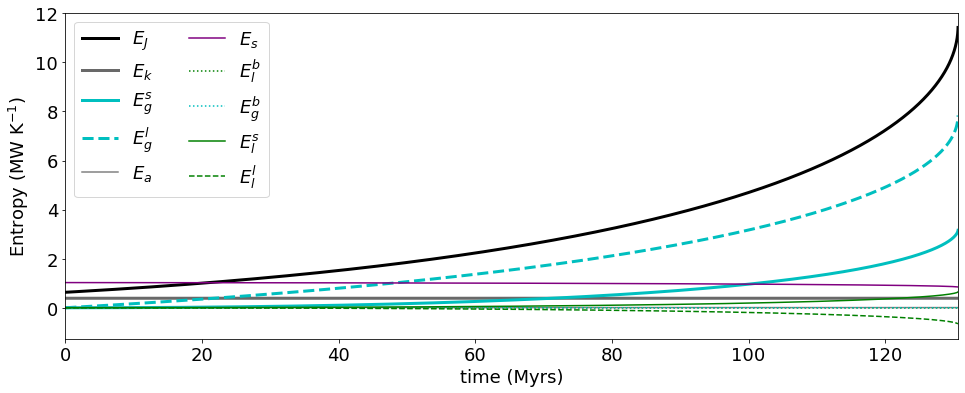 Entropy (MW K⁻¹)
12
10
8
6
4
2
0
E_J
E_k
E_g^s
E_g^l
E_a
E_s
E_l^b
E_g^b
E_l^s
E_l^l
0 20 40 60 80 100 120
time (Myrs)